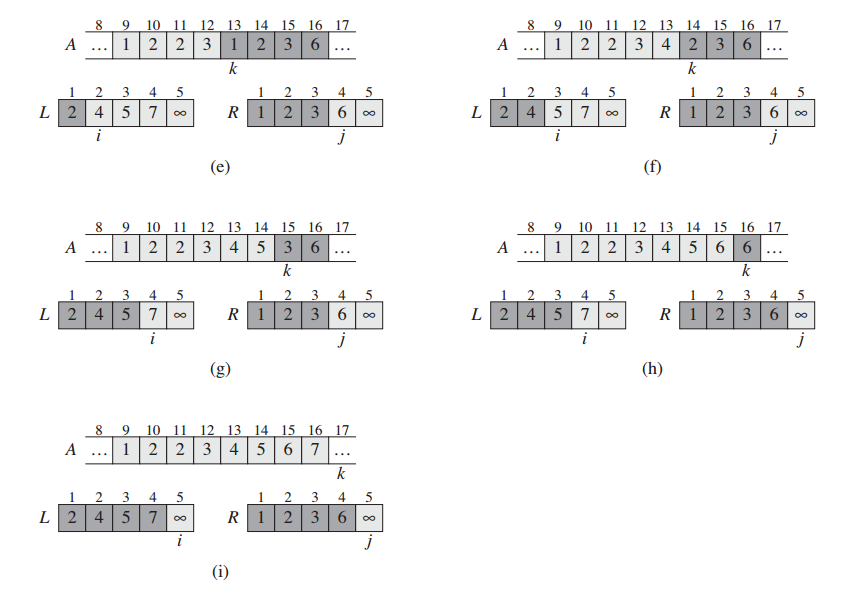 8 9 10 11 12 13 14 15 16 17
A … 1 2 2 3 1 2 3 6 …
k
1 2 3 4 5
L 2 4 5 7 ∞
i
1 2 3 4 5
R 1 2 3 6 ∞
j
(e)
8 9 10 11 12 13 14 15 16 17
A … 1 2 2 3 4 2 3 6 …
k
1 2 3 4 5
L 2 4 5 7 ∞
i
1 2 3 4 5
R 1 2 3 6 ∞
j
(f)
8 9 10 11 12 13 14 15 16 17
A … 1 2 2 3 4 5 3 6 …
k
1 2 3 4 5
L 2 4 5 7 ∞
i
1 2 3 4 5
R 1 2 3 6 ∞
j
(g)
8 9 10 11 12 13 14 15 16 17
A … 1 2 2 3 4 5 6 6 …
k
1 2 3 4 5
L 2 4 5 7 ∞
i
1 2 3 4 5
R 1 2 3 6 ∞
j
(h)
8 9 10 11 12 13 14 15 16 17
A … 1 2 2 3 4 5 6 7 …
k
1 2 3 4 5
L 2 4 5 7 ∞
i
1 2 3 4 5
R 1 2 3 6 ∞
j
(i)